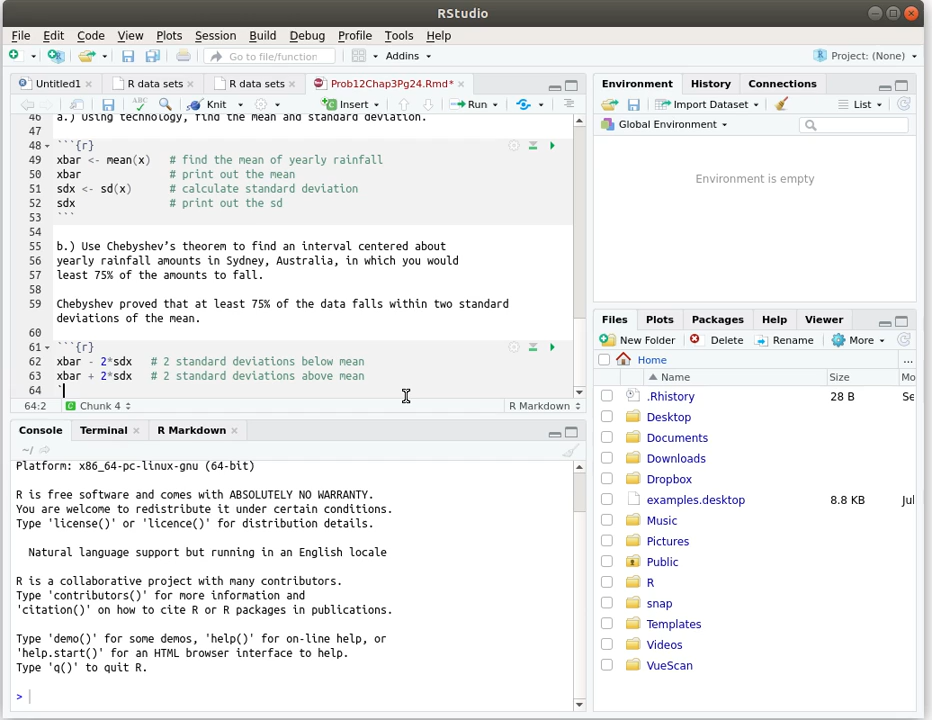 RStudio
File Edit Code View Plots Session Build Debug Profile Tools Help
Go to file/function Addins Project: (None)
Untitled1 × R data sets × R data sets × Prob12Chap3Pg24.Rmd* ×
ABC Knit Insert Run
46 a.) Using technology, find the mean and standard deviation.
47
48 ```{r}
49 xbar <- mean(x) # find the mean of yearly rainfall
50 xbar # print out the mean
51 sdx <- sd(x) # calculate standard deviation
52 sdx # print out the sd
53 ```
54
55 b.) Use Chebyshev’s theorem to find an interval centered about
56 yearly rainfall amounts in Sydney, Australia, in which you would
57 least 75% of the amounts to fall.
58
59 Chebyshev proved that at least 75% of the data falls within two standard
deviations of the mean.
60
61 ```{r}
62 xbar - 2*sdx # 2 standard deviations below mean
63 xbar + 2*sdx # 2 standard deviations above mean
64 `
64:2 Chunk 4 R Markdown
Console Terminal × R Markdown ×
~/
Platform: x86_64-pc-linux-gnu (64-bit)
R is free software and comes with ABSOLUTELY NO WARRANTY.
You are welcome to redistribute it under certain conditions.
Type 'license()' or 'licence()' for distribution details.
Natural language support but running in an English locale
R is a collaborative project with many contributors.
Type 'contributors()' for more information and
'citation()' on how to cite R or R packages in publications.
Type 'demo()' for some demos, 'help()' for on-line help, or
'help.start()' for an HTML browser interface to help.
Type 'q()' to quit R.
>
Environment History Connections
Import Dataset List
Global Environment
Environment is empty
Files Plots Packages Help Viewer
New Folder Delete Rename More
Home ...
Name Size Mo
.Rhistory 28 B Se
Desktop
Documents
Downloads
Dropbox
examples.desktop 8.8 KB Jul
Music
Pictures
Public
R
snap
Templates
Videos
VueScan